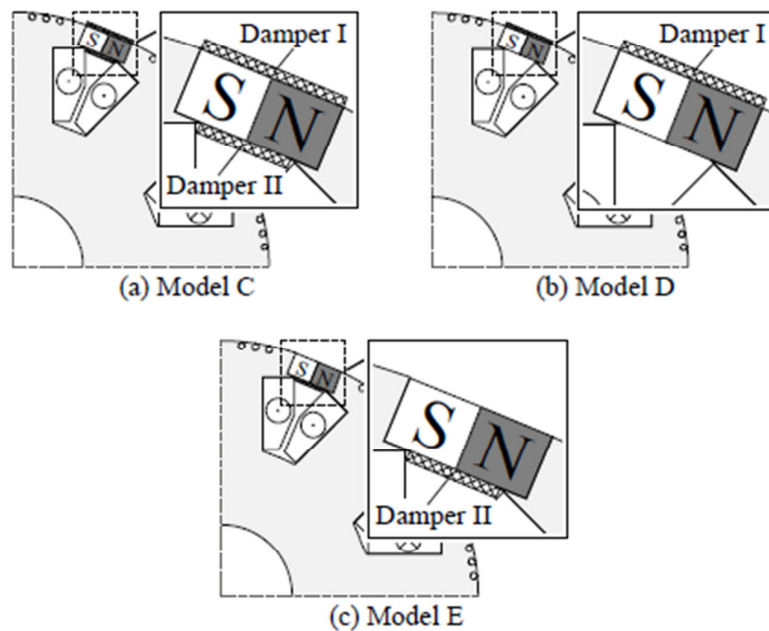 S N
Damper I
S N
Damper II
(a) Model C
S N
Damper I
S N
(b) Model D
S N
S N
Damper II
(c) Model E